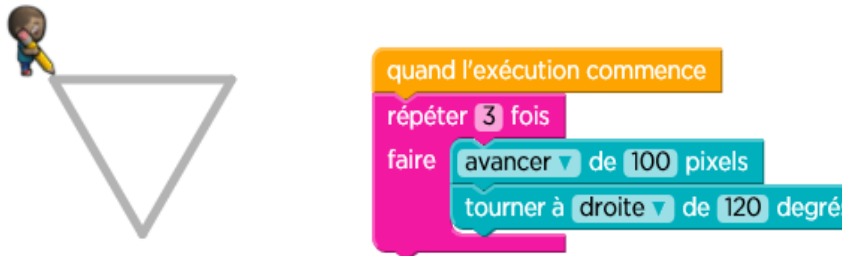 quand l'exécution commence
répéter 3 fois
faire avancer ▼ de 100 pixels
tourner à droite ▼ de 120 degrés